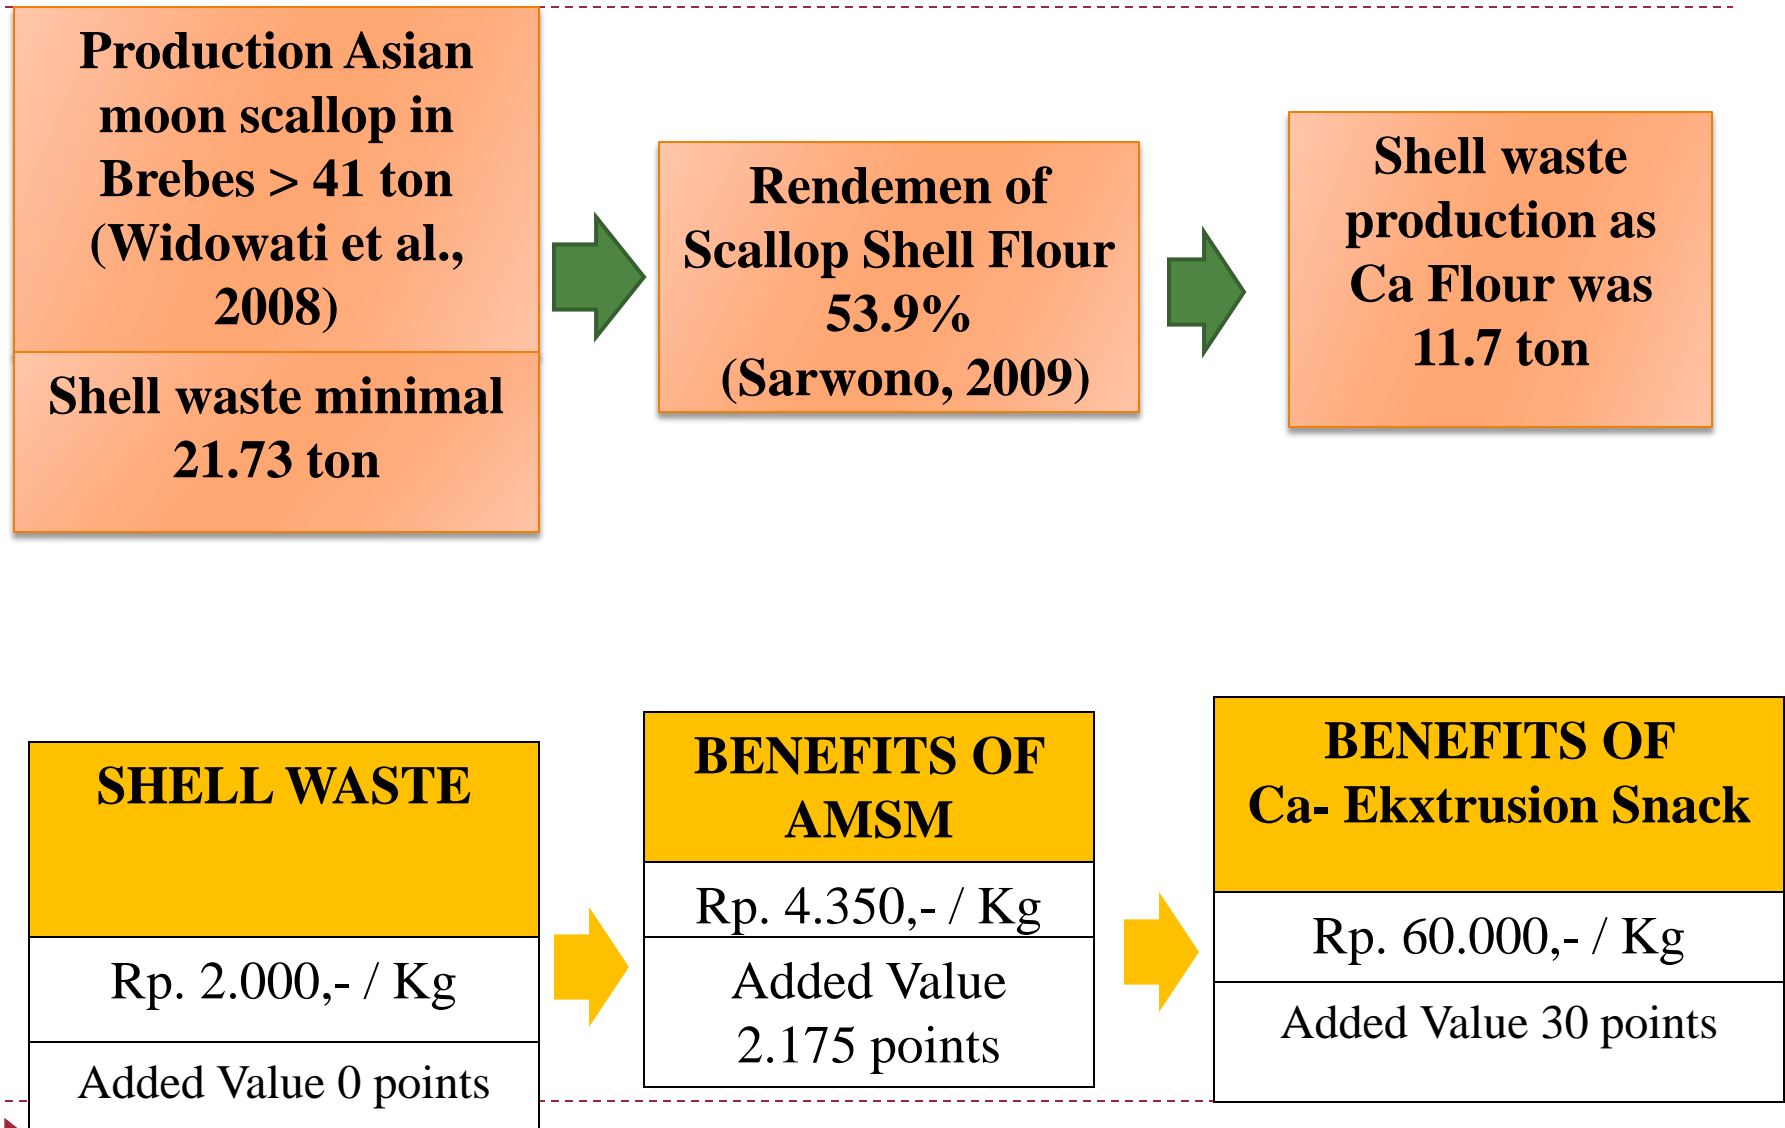 Production Asian
moon scallop in
Brebes > 41 ton
(Widowati et al.,
2008)
Shell waste minimal
21.73 ton
Rendemen of
Scallop Shell Flour
53.9%
(Sarwono, 2009)
Shell waste
production as
Ca Flour was
11.7 ton
SHELL WASTE
Rp. 2.000,- / Kg
Added Value 0 points
BENEFITS OF
AMSM
Rp. 4.350,- / Kg
Added Value
2.175 points
BENEFITS OF
Ca- Ekxtrusion Snack
Rp. 60.000,- / Kg
Added Value 30 points